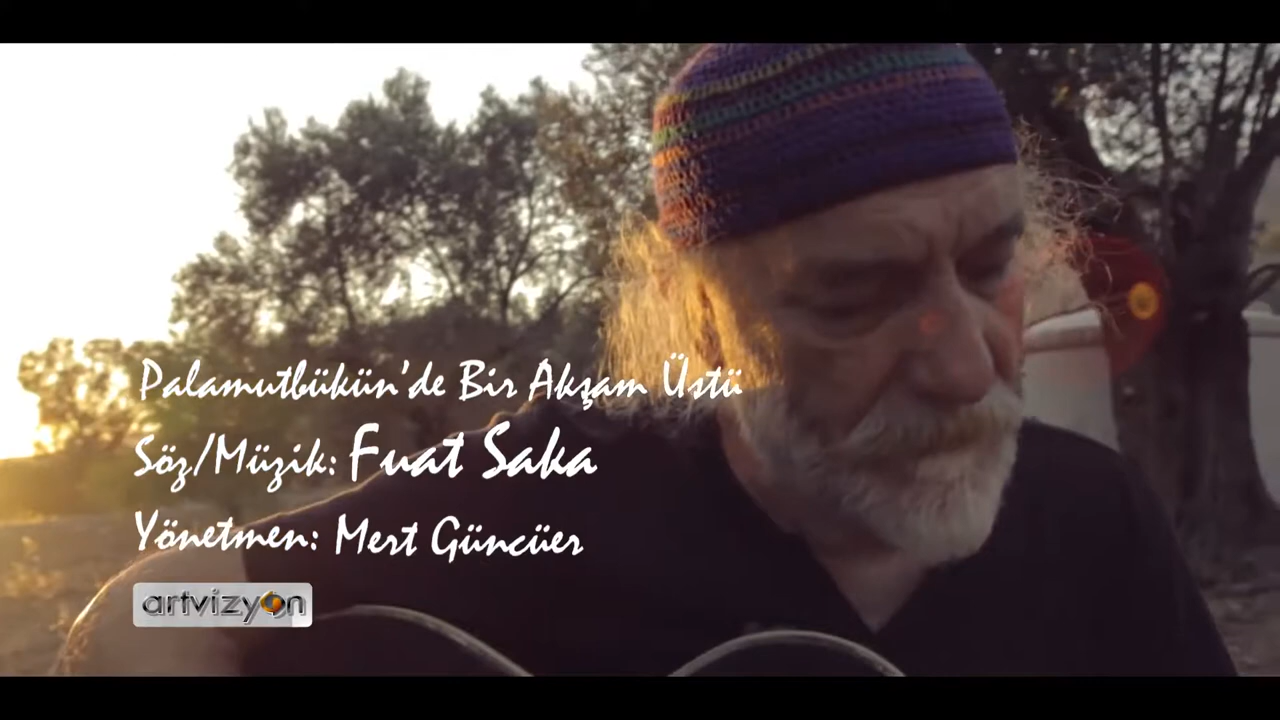 Palamutbükün'de Bir Akşam Üstü
Söz/Müzik: Fuat Saka
Yönetmen: Mert Güncüer
artvizyon